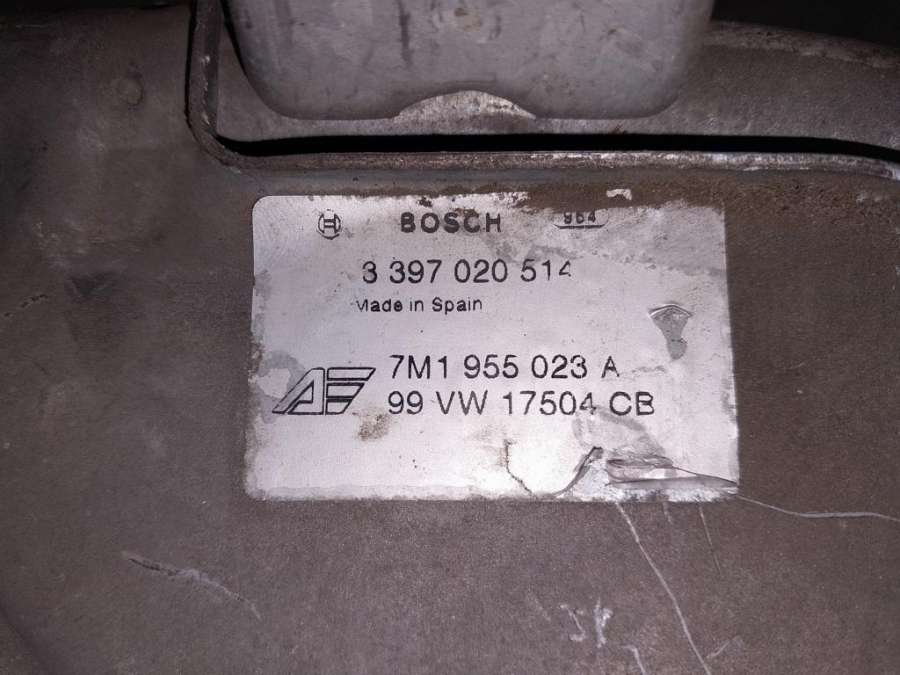 BOSCH 964
3 397 020 514
Made in Spain
7M1 955 023 A
99 VW 17504 CB